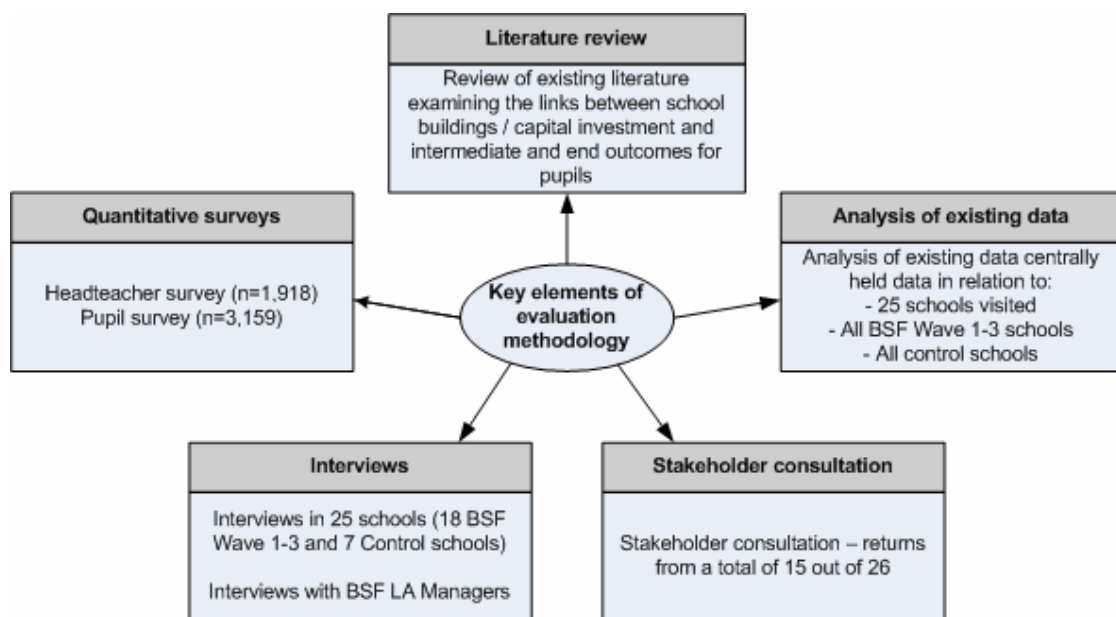 Literature review
Review of existing literature
examining the links between school
buildings / capital investment and
intermediate and end outcomes for
pupils
Quantitative surveys
Headteacher survey (n=1,918)
Pupil survey (n=3,159)
Key elements of
evaluation
methodology
Analysis of existing data
Analysis of existing data centrally
held data in relation to:
- 25 schools visited
- All BSF Wave 1-3 schools
- All control schools
Interviews
Interviews in 25 schools (18 BSF
Wave 1-3 and 7 Control schools)
Interviews with BSF LA Managers
Stakeholder consultation
Stakeholder consultation – returns
from a total of 15 out of 26